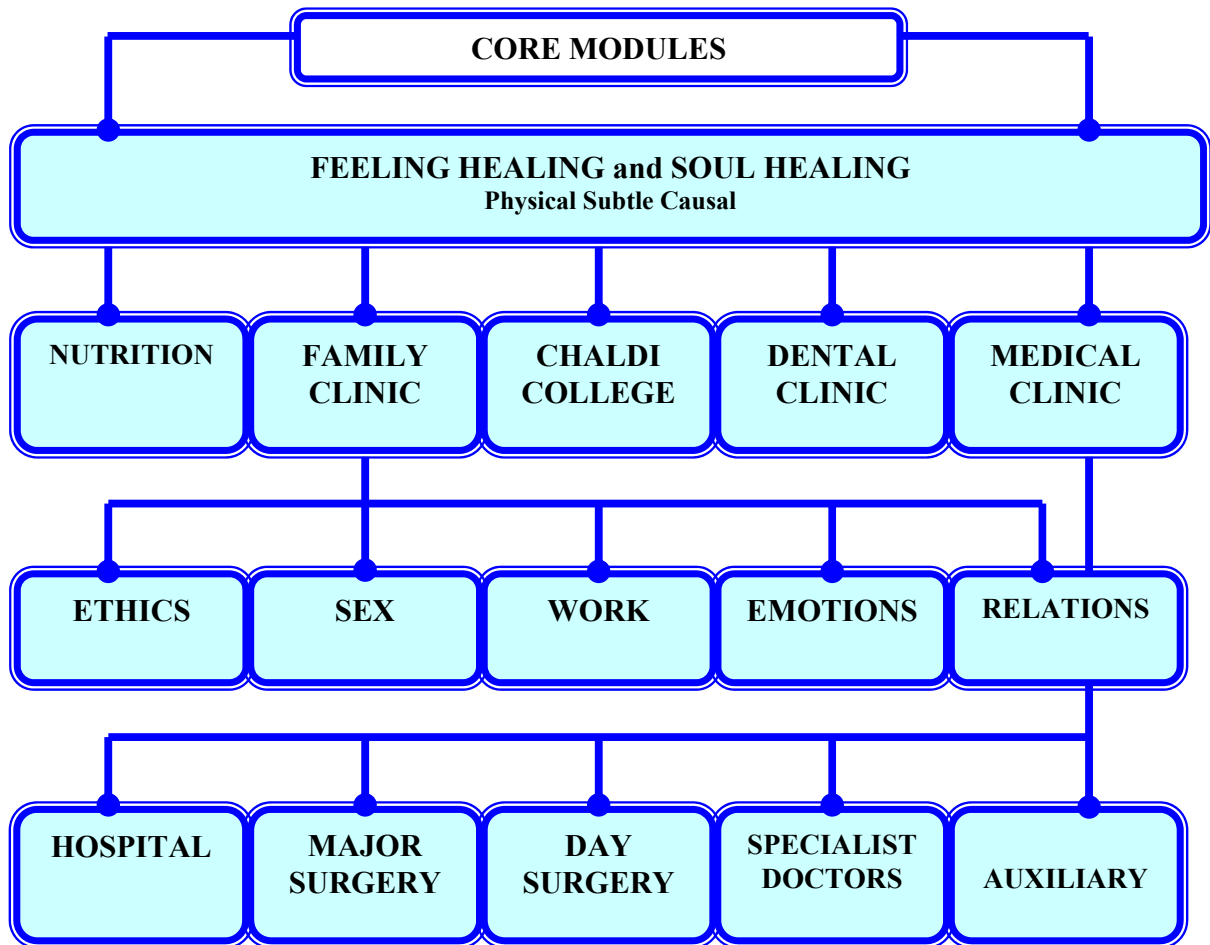 CORE MODULES
FEELING HEALING and SOUL HEALING
Physical Subtle Causal
NUTRITION
FAMILY
CLINIC
CHALDI
COLLEGE
DENTAL
CLINIC
MEDICAL
CLINIC
ETHICS
SEX
WORK
EMOTIONS
RELATIONS
HOSPITAL
MAJOR
SURGERY
DAY
SURGERY
SPECIALIST
DOCTORS
AUXILIARY